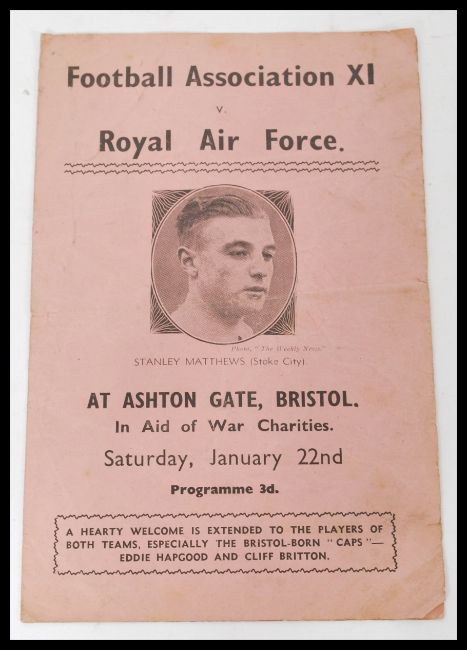 Football Association XI
v.
Royal Air Force.
Photo, "The Weekly News"
STANLEY MATTHEWS (Stoke City).
AT ASHTON GATE, BRISTOL.
In Aid of War Charities.
Saturday, January 22nd
Programme 3d.
A HEARTY WELCOME IS EXTENDED TO THE PLAYERS OF
BOTH TEAMS, ESPECIALLY THE BRISTOL-BORN "CAPS"—
EDDIE HAPGOOD AND CLIFF BRITTON.